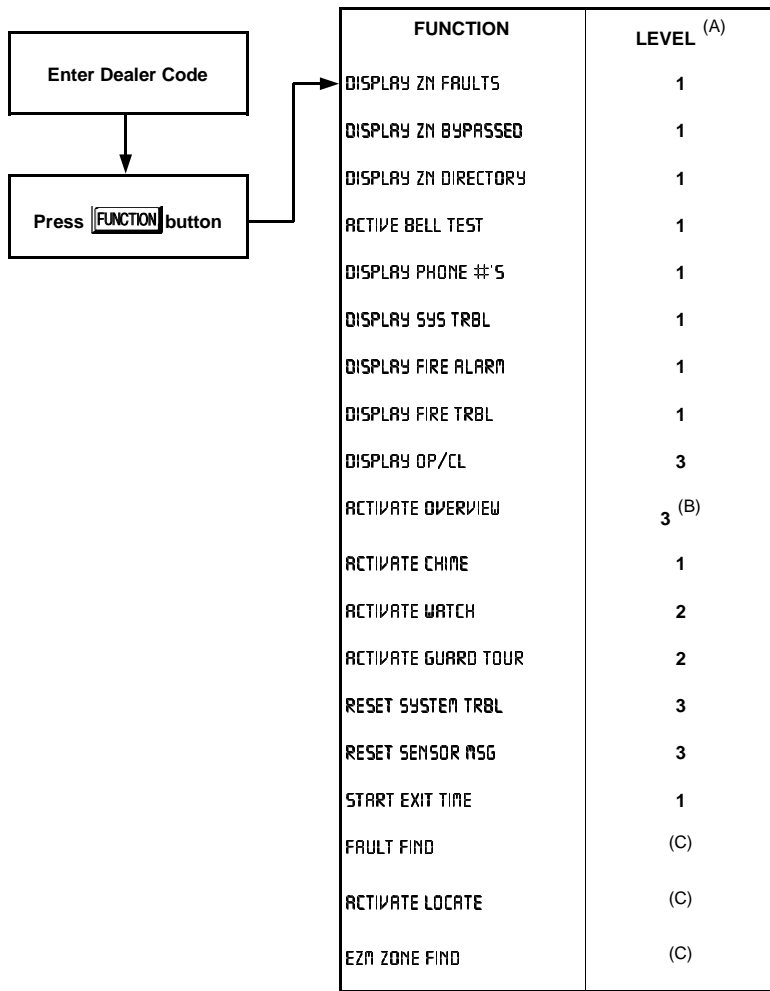 Enter Dealer Code
Press FUNCTION button
FUNCTION LEVEL (A)
DISPLAY ZN FAULTS 1
DISPLAY ZN BYPASSED 1
DISPLAY ZN DIRECTORY 1
ACTIVE BELL TEST 1
DISPLAY PHONE #'S 1
DISPLAY SYS TRBL 1
DISPLAY FIRE ALARM 1
DISPLAY FIRE TRBL 1
DISPLAY OP/CL 3
ACTIVATE OVERVIEW 3 (B)
ACTIVATE CHIME 1
ACTIVATE WATCH 2
ACTIVATE GUARD TOUR 2
RESET SYSTEM TRBL 3
RESET SENSOR MSG 3
START EXIT TIME 1
FAULT FIND (C)
ACTIVATE LOCATE (C)
EZM ZONE FIND (C)